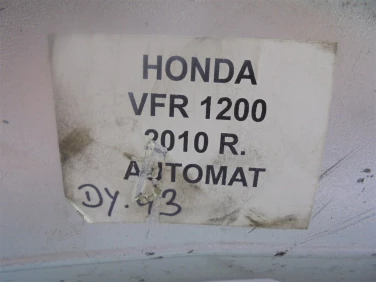 HONDA
VFR 1200
2010 R.
AUTOMAT
DY.43